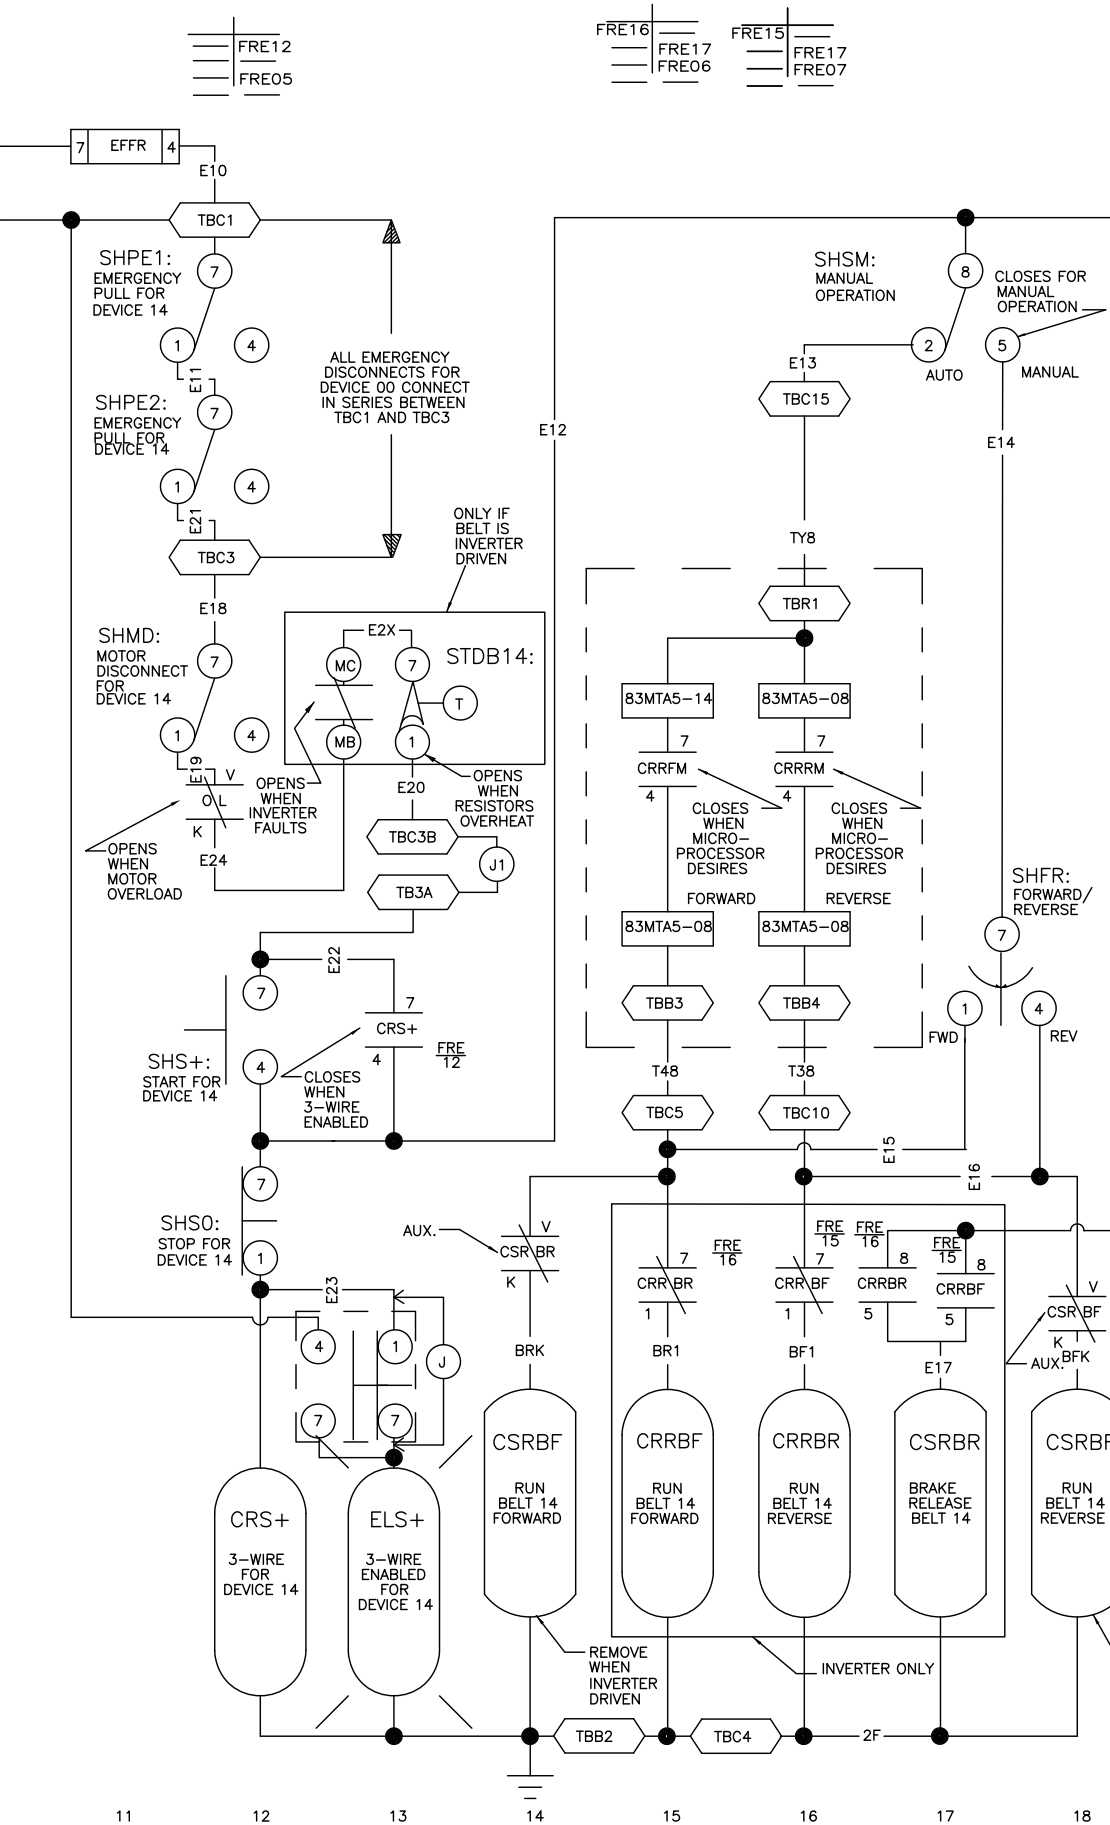 FRE12
FRE05
FRE16
FRE17
FRE06
FRE15
FRE17
FRE07
7
EFFR
4
E10
TBC1
SHPE1:
EMERGENCY
PULL FOR
DEVICE 14
7
1
4
E11
SHPE2:
EMERGENCY
PULL FOR
DEVICE 14
7
1
4
E21
TBC3
ALL EMERGENCY
DISCONNECTS FOR
DEVICE 00 CONNECT
IN SERIES BETWEEN
TBC1 AND TBC3
E18
SHMD:
MOTOR
DISCONNECT
FOR
DEVICE 14
7
1
4
E19
V
OL
K
E24
OPENS
WHEN
MOTOR
OVERLOAD
ONLY IF
BELT IS
INVERTER
DRIVEN
E2X
MC
7
STDB14:
T
MB
1
OPENS
WHEN
INVERTER
FAULTS
E20
OPENS
WHEN
RESISTORS
OVERHEAT
TBC3B
J1
TB3A
E22
7
7
CRS+
4
FRE
12
SHS+:
START FOR
DEVICE 14
4
CLOSES
WHEN
3-WIRE
ENABLED
7
SHS0:
STOP FOR
DEVICE 14
1
E23
4
1
J
7
7
CRS+
3-WIRE
FOR
DEVICE 14
ELS+
3-WIRE
ENABLED
FOR
DEVICE 14
E12
SHSM:
MANUAL
OPERATION
8
CLOSES FOR
MANUAL
OPERATION
2
5
AUTO
MANUAL
E13
TBC15
E14
TY8
TBR1
83MTA5-14
83MTA5-08
7
CRRFM
4
7
CRRRM
4
CLOSES
WHEN
MICRO-
PROCESSOR
DESIRES
FORWARD
CLOSES
WHEN
MICRO-
PROCESSOR
DESIRES
REVERSE
83MTA5-08
83MTA5-08
TBB3
TBB4
SHFR:
FORWARD/
REVERSE
7
1
4
FWD
REV
T48
T38
TBC5
TBC10
E15
E16
AUX.
V
CSRBR
K
BRK
7
CRRBR
1
BR1
FRE
16
FRE
15
7
CRRBF
1
BF1
FRE
16
8
CRRBR
5
FRE
15
8
CRRBF
5
E17
V
CSRBF
K
AUX.
BFK
CSRBF
RUN
BELT 14
FORWARD
CRRBF
RUN
BELT 14
FORWARD
CRRBR
RUN
BELT 14
REVERSE
CSRBR
BRAKE
RELEASE
BELT 14
CSRBF
RUN
BELT 14
REVERSE
REMOVE
WHEN
INVERTER
DRIVEN
INVERTER ONLY
TBB2
TBC4
2F
11 12 13 14 15 16 17 18